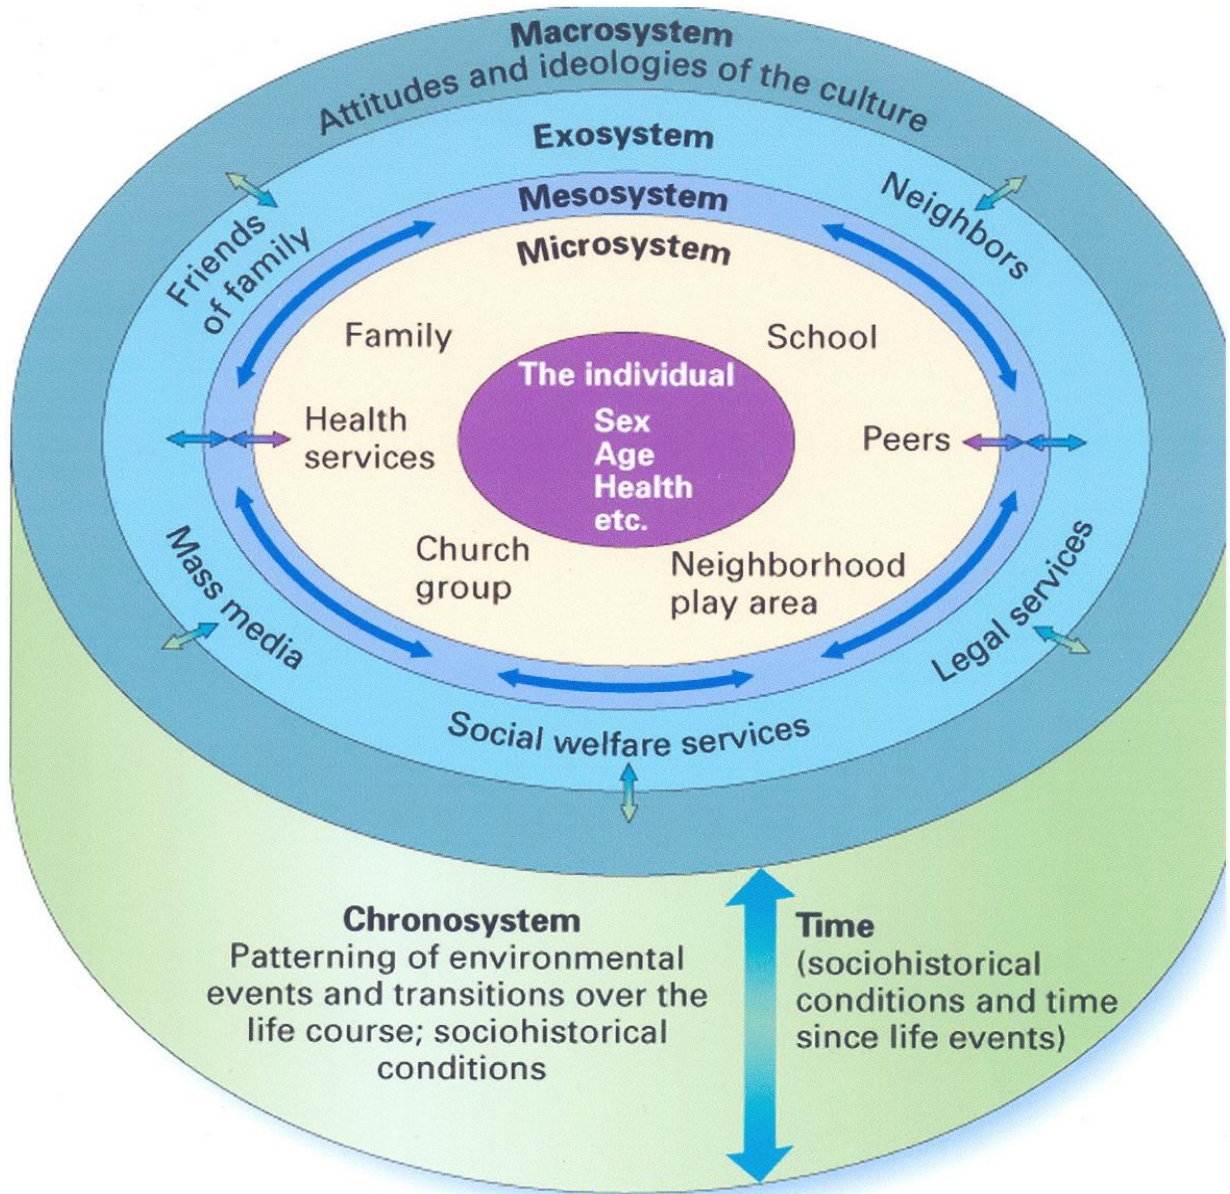 Macrosystem
Attitudes and ideologies of the culture
Exosystem
Mesosystem
Microsystem
Friends
of family
Neighbors
Family
School
The individual
Sex
Age
Health
etc.
Health
services
Peers
Church
group
Neighborhood
play area
Mass media
Legal services
Social welfare services
Chronosystem
Patterning of environmental
events and transitions over the
life course; sociohistorical
conditions
Time
(sociohistorical
conditions and time
since life events)